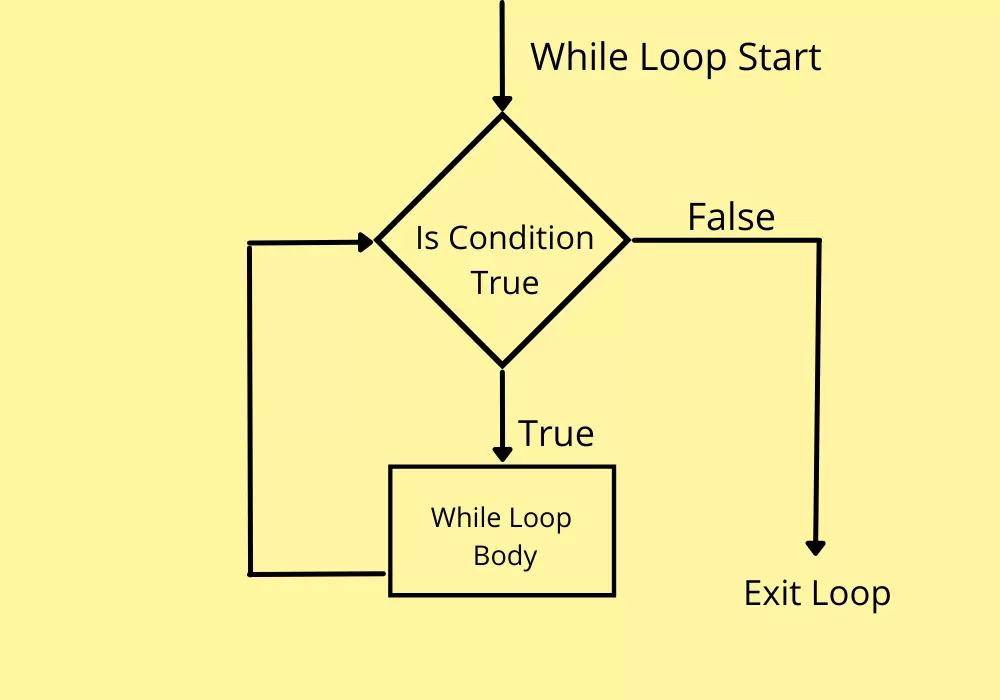 While Loop Start
False
Is Condition
True
True
While Loop
Body
Exit Loop